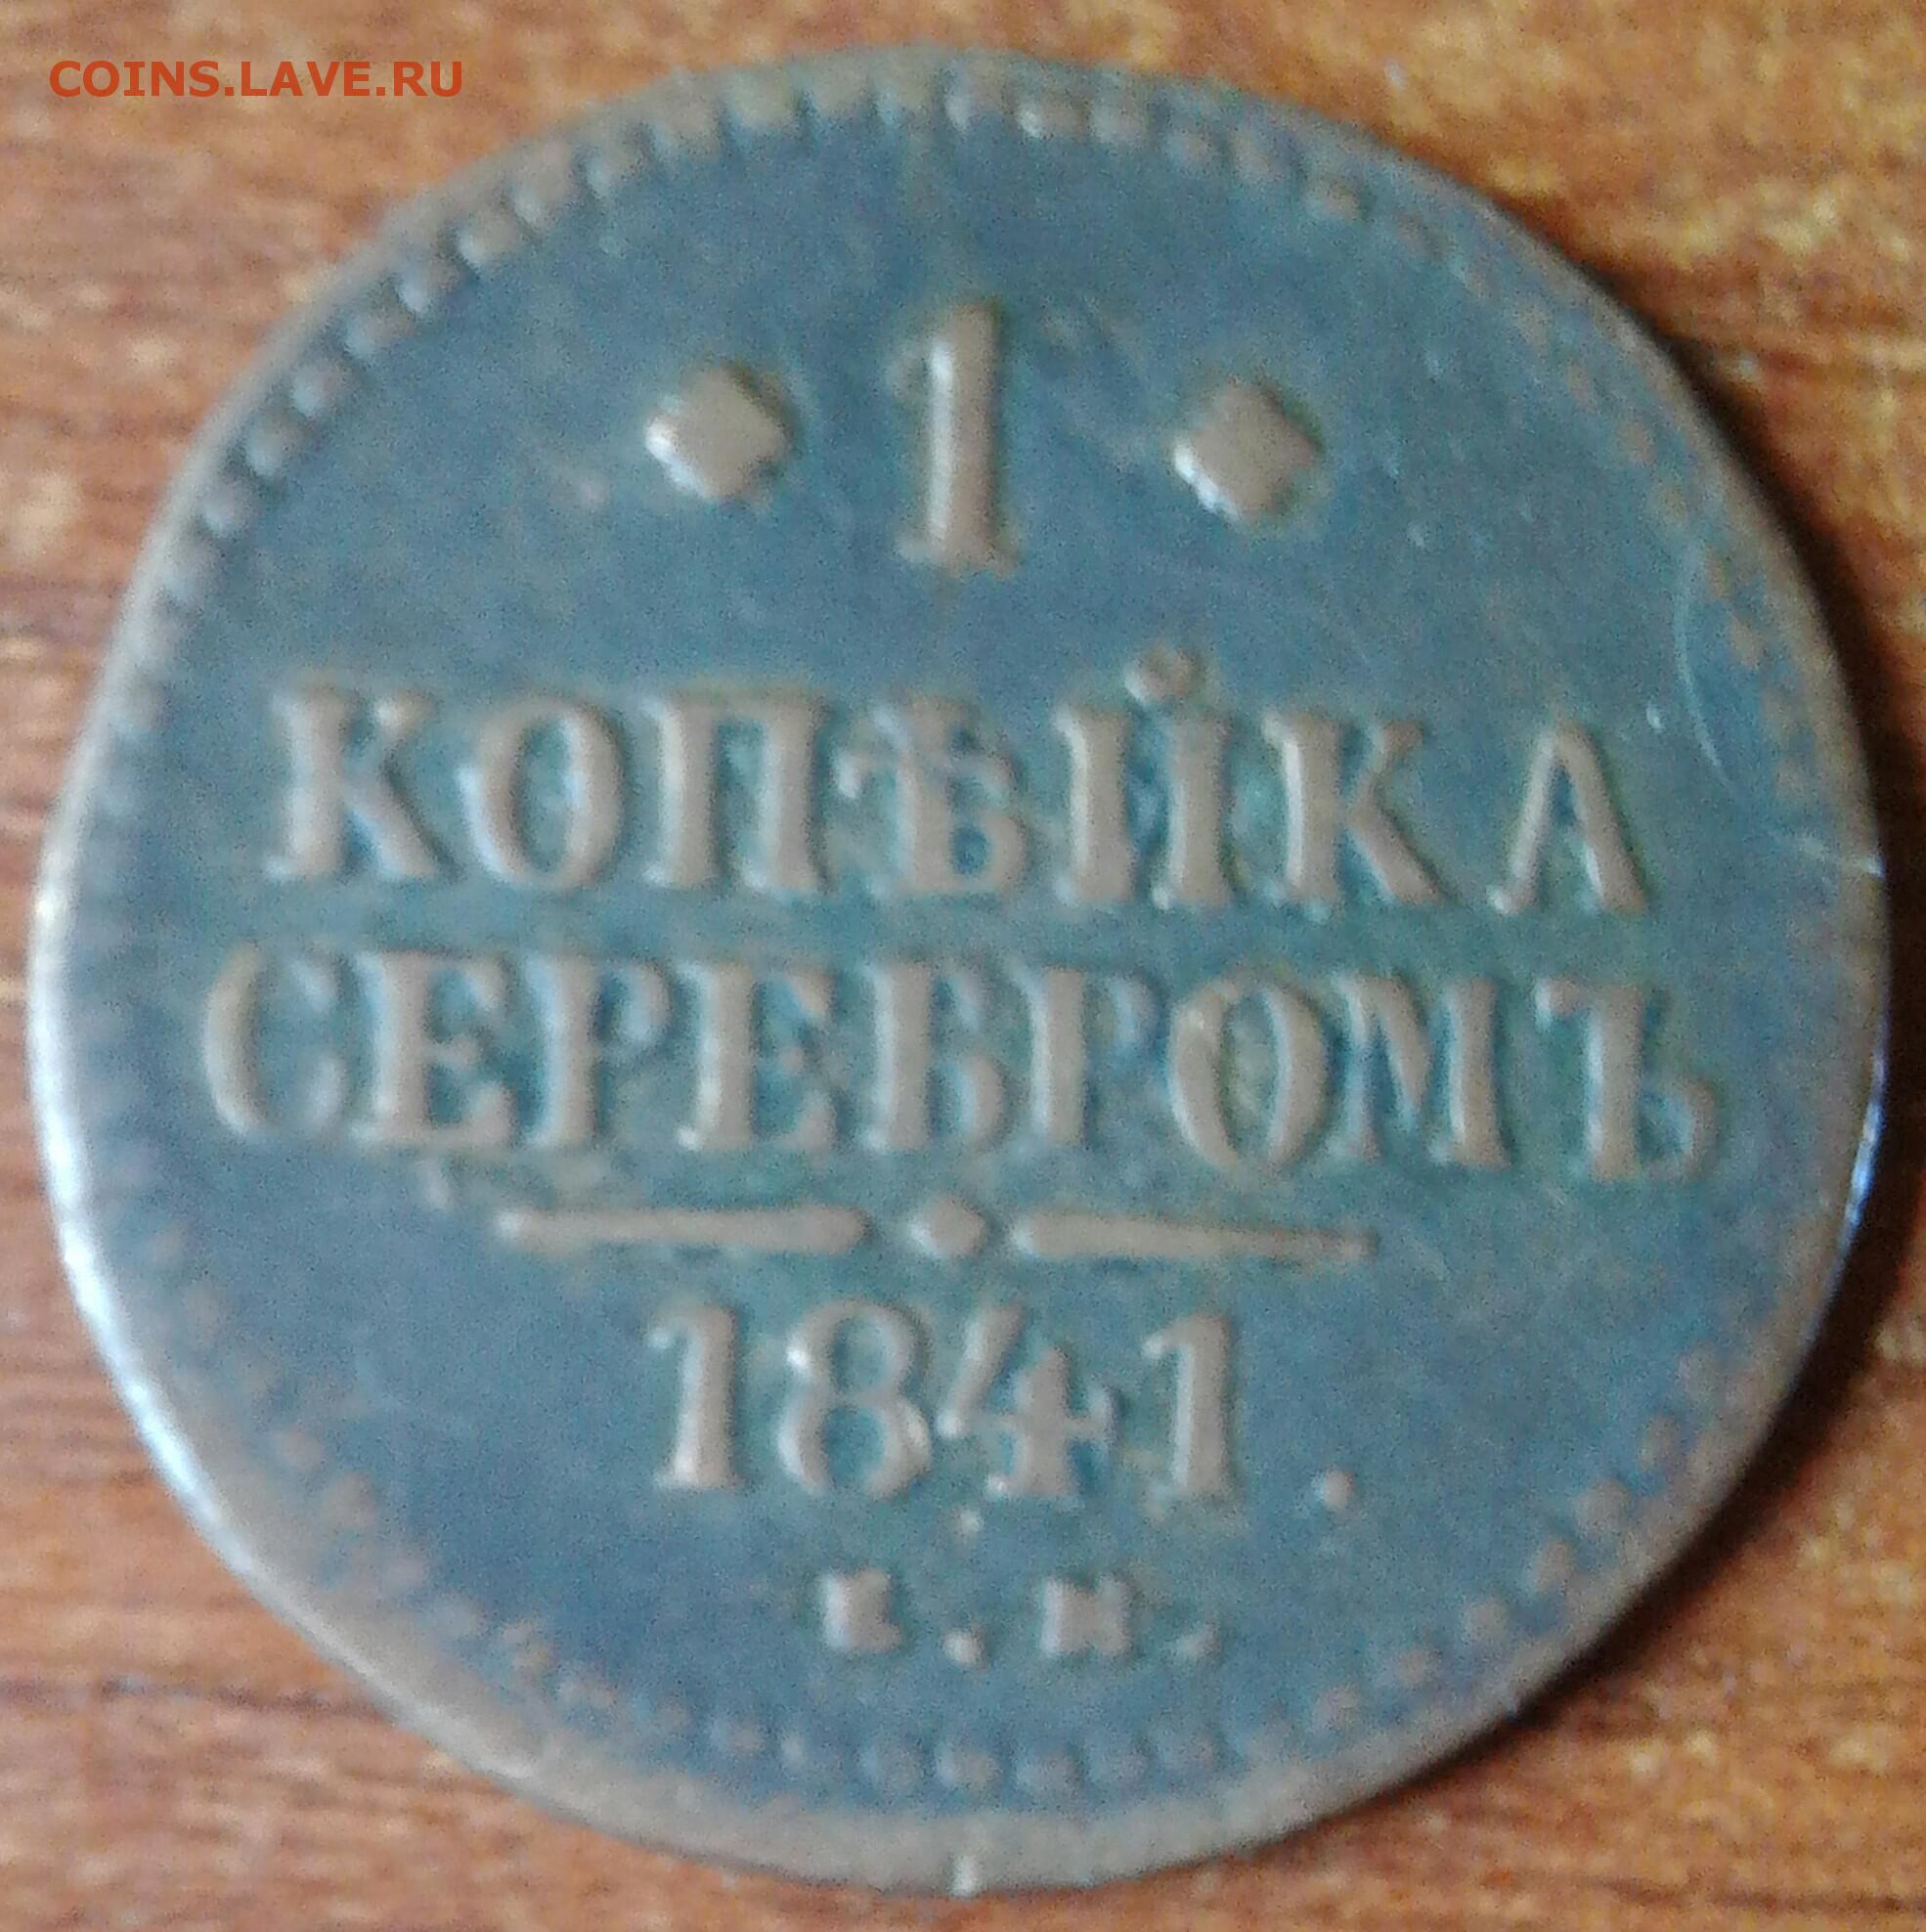 COINS.LAVE.RU
1
КОПѢЙКА
СЕРЕБРОМЪ
1841.